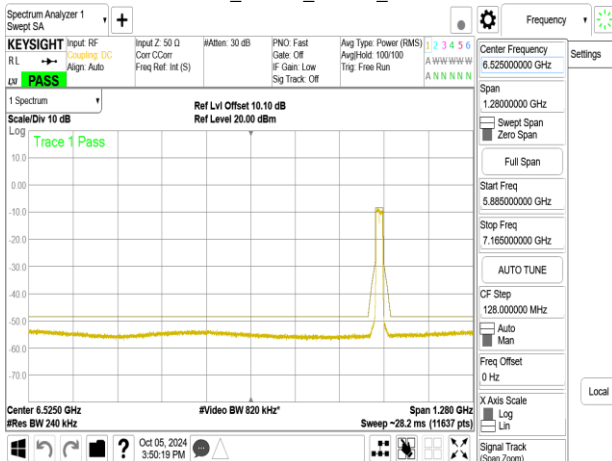 Spectrum Analyzer 1
Swept SA
+
Frequency
KEYSIGHT
RL
LXI PASS
Input: RF
Coupling: DC
Align: Auto
Input Z: 50 Ω
Corr CCorr
Freq Ref: Int (S)
#Atten: 30 dB
PNO: Fast
Gate: Off
IF Gain: Low
Sig Track: Off
Avg Type: Power (RMS)
Avg|Hold: 100/100
Trig: Free Run
1 2 3 4 5 6
A W W W W W
A N N N N N
1 Spectrum
Scale/Div 10 dB
Ref Lvl Offset 10.10 dB
Ref Level 20.00 dBm
Log
Trace 1 Pass
10.0
0.00
-10.0
-20.0
-30.0
-40.0
-50.0
-60.0
-70.0
Center 6.5250 GHz
#Res BW 240 kHz
#Video BW 820 kHz*
Span 1.280 GHz
Sweep ~28.2 ms (11637 pts)
?
Oct 05, 2024
3:50:19 PM
Center Frequency
6.525000000 GHz
Span
1.28000000 GHz
Swept Span
Zero Span
Full Span
Start Freq
5.885000000 GHz
Stop Freq
7.165000000 GHz
AUTO TUNE
CF Step
128.000000 MHz
Auto
Man
Freq Offset
0 Hz
X Axis Scale
Log
Lin
Signal Track
(Span Zoom)
Settings
Local